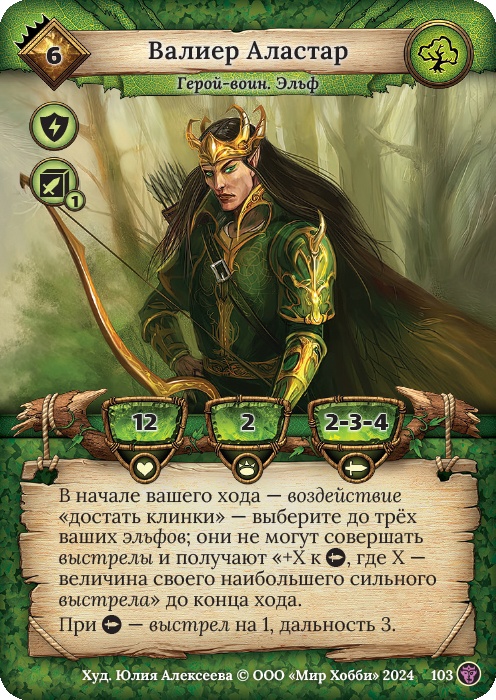 6
Валиер Аластар
Герой-воин. Эльф
1
12
2
2-3-4
В начале вашего хода — воздействие
«достать клинки» — выберите до трёх
ваших эльфов; они не могут совершать
выстрелы и получают «+X к , где X —
величина своего наибольшего сильного
выстрела» до конца хода.
При — выстрел на 1, дальность 3.
Худ. Юлия Алексеева © ООО «Мир Хобби» 2024 103